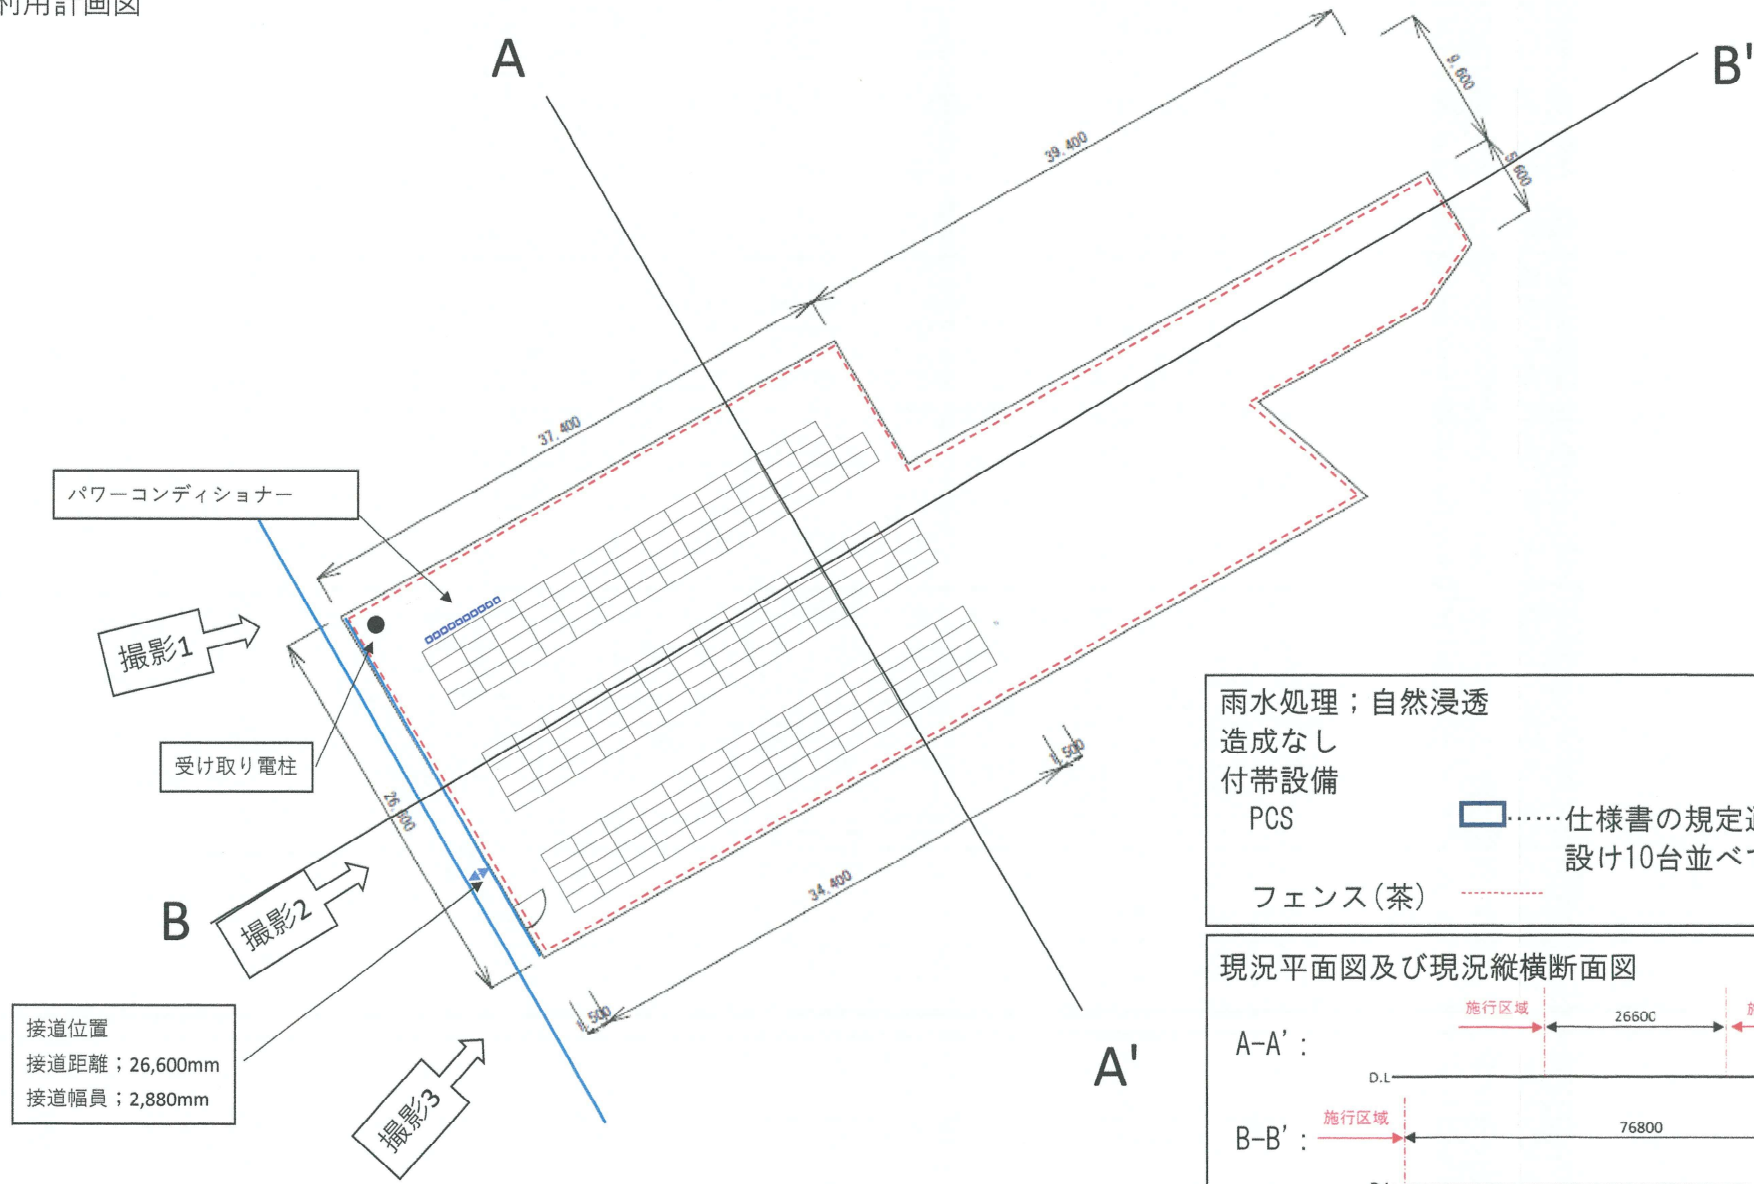 利用計画図
A
B'
9.600
5.600
39.400
37.400
パワーコンディショナー
撮影1
受け取り電柱
26.600
B
撮影2
34.400
接道位置
接道距離；26,600mm
接道幅員；2,880mm
撮影3
A'
雨水処理；自然浸透
造成なし
付帯設備
PCS ……仕様書の規定
設け10台並べ
フェンス(茶)
現況平面図及び現況縦横断面図
施行区域
26600
A-A'：
D.L
施行区域
76800
B-B'：